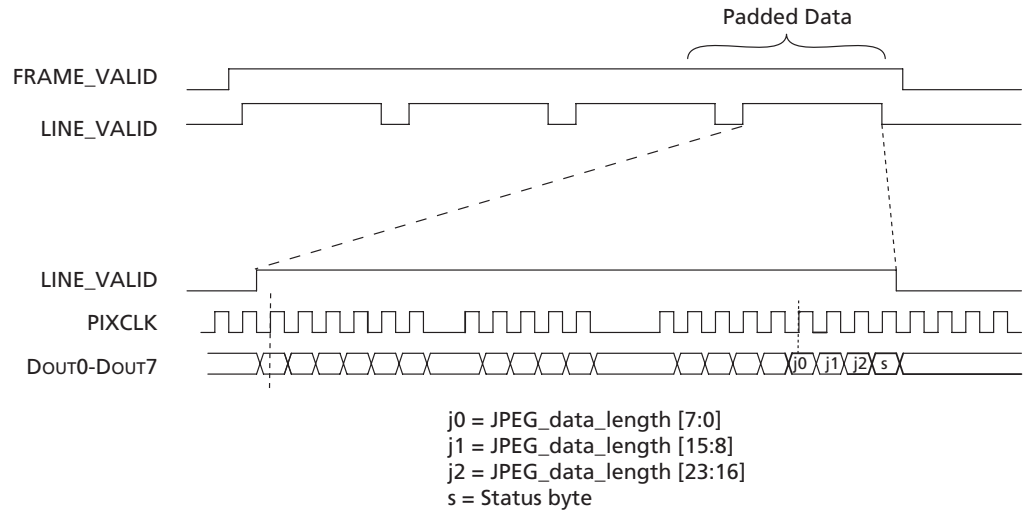 Padded Data
FRAME_VALID
LINE_VALID
LINE_VALID
PIXCLK
DOUT0-DOUT7
j0 j1 j2 s
j0 = JPEG_data_length [7:0]
j1 = JPEG_data_length [15:8]
j2 = JPEG_data_length [23:16]
s = Status byte